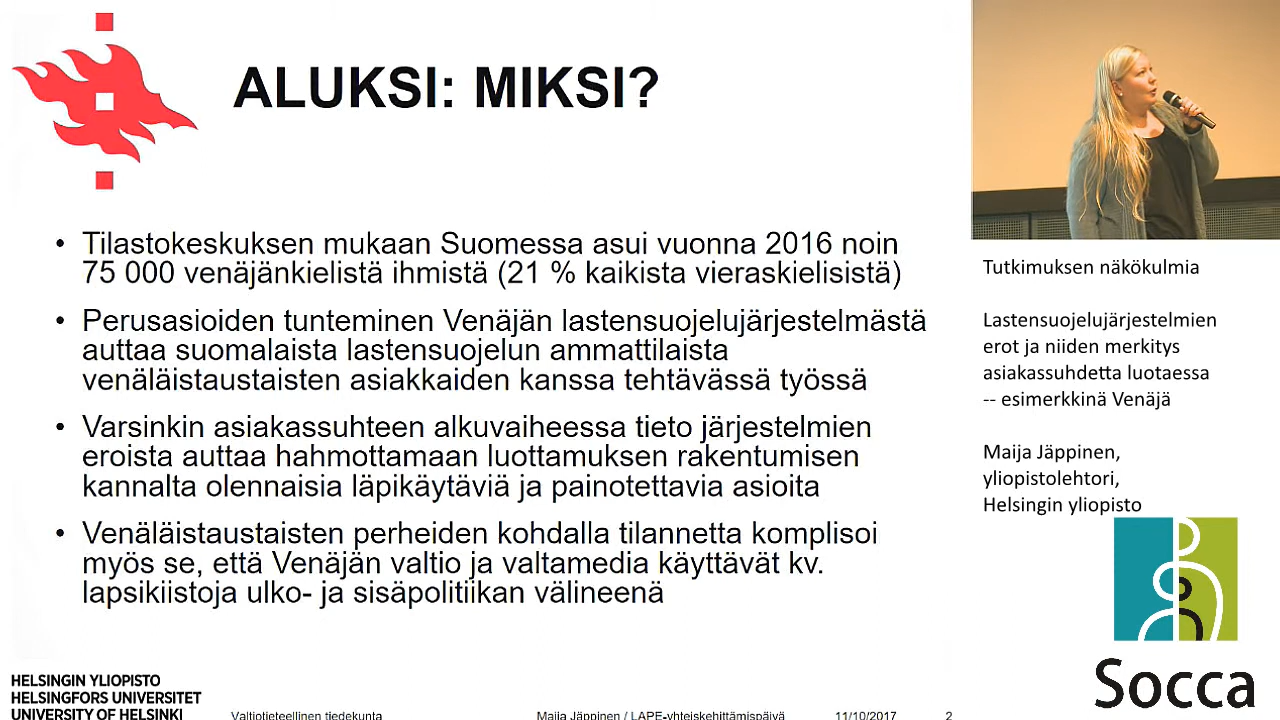 ALUKSI: MIKSI?
• Tilastokeskuksen mukaan Suomessa asui vuonna 2016 noin
75 000 venäjänkielistä ihmistä (21 % kaikista vieraskielisistä)
• Perusasioiden tunteminen Venäjän lastensuojelujärjestelmästä
auttaa suomalaista lastensuojelun ammattilaista
venäläistaustaisten asiakkaiden kanssa tehtävässä työssä
• Varsinkin asiakassuhteen alkuvaiheessa tieto järjestelmien
eroista auttaa hahmottamaan luottamuksen rakentumisen
kannalta olennaisia läpikäytäviä ja painotettavia asioita
• Venäläistaustaisten perheiden kohdalla tilannetta komplisoi
myös se, että Venäjän valtio ja valtamedia käyttävät kv.
lapsikiistoja ulko- ja sisäpolitiikan välineenä
HELSINGIN YLIOPISTO
HELSINGFORS UNIVERSITET
UNIVERSITY OF HELSINKI
Valtiotieteellinen tiedekunta
Maija Jäppinen / LAPE-yhteiskehittämispäivä
11/10/2017
2
Tutkimuksen näkökulmia
Lastensuojelujärjestelmien
erot ja niiden merkitys
asiakassuhdetta luotaessa
-- esimerkkinä Venäjä
Maija Jäppinen,
yliopistolehtori,
Helsingin yliopisto
Socca